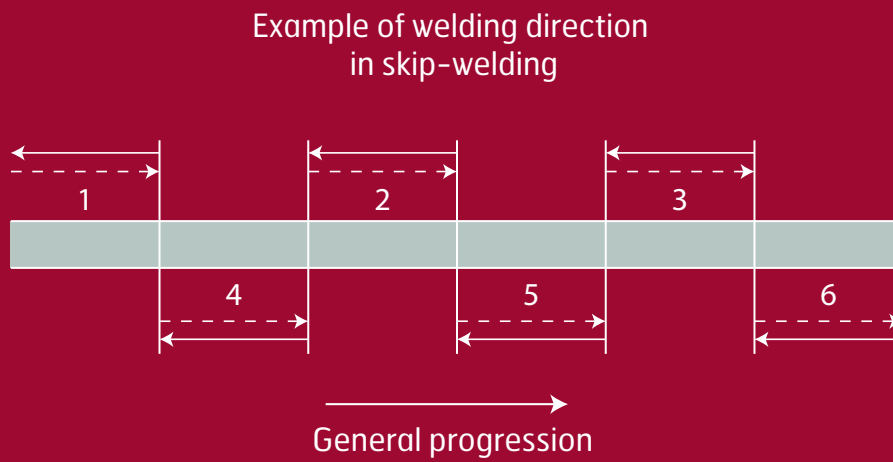 Example of welding direction
in skip-welding
1
2
3
4
5
6
General progression